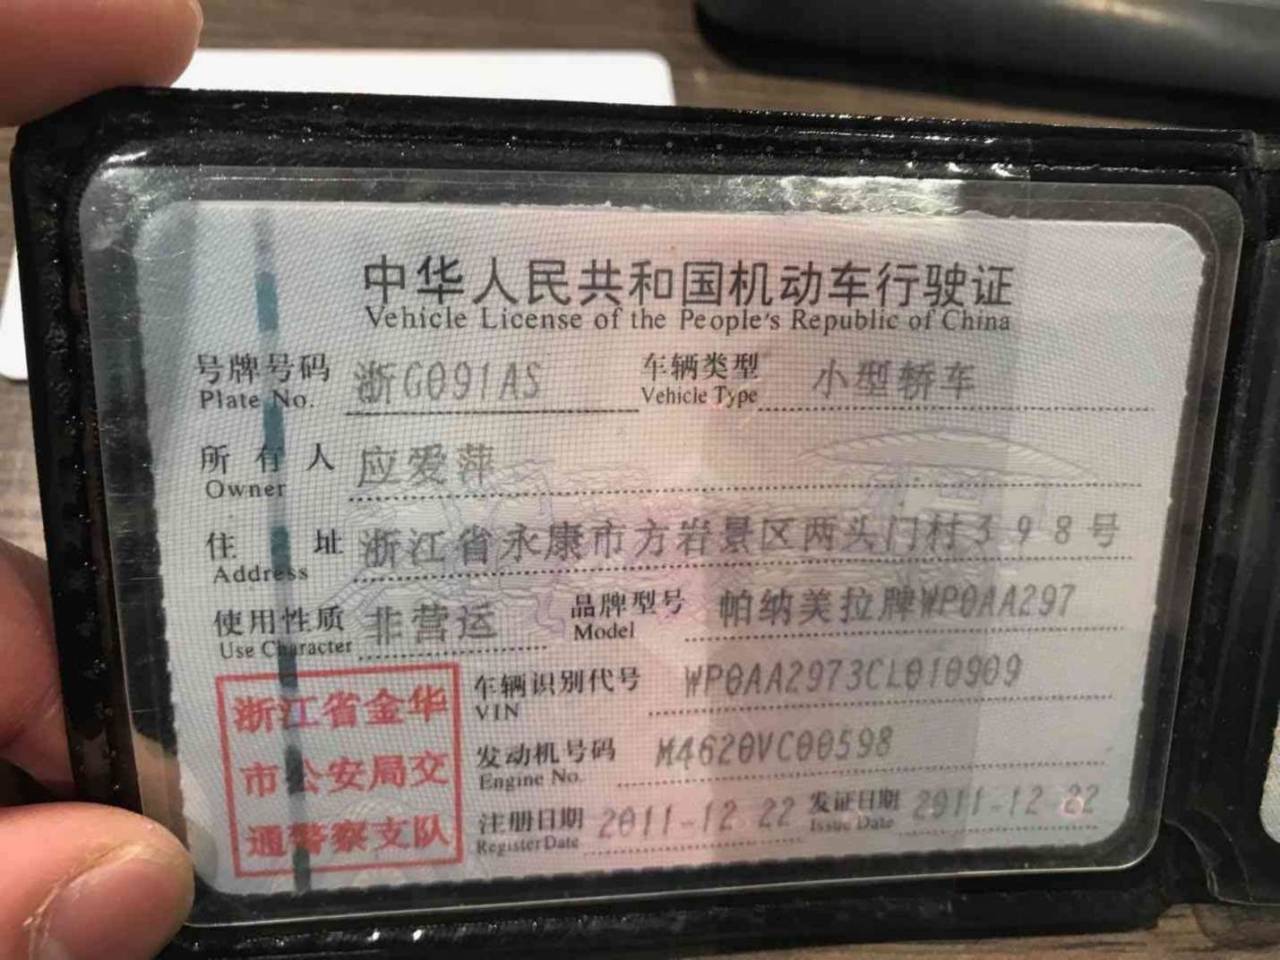 中华人民共和国机动车行驶证
Vehicle License of the People's Republic of China
号牌号码 浙G091AS 车辆类型 小型轿车
Plate No. Vehicle Type
所有人 应爱萍
Owner
住址 浙江省永康市方岩景区两头门村398号
Address
使用性质 非营运 品牌型号 帕纳美拉牌WP0AA297
Use Character Model
浙江省金华
市公安局交
通警察支队
车辆识别代号 WP0AA2973CL010909
VIN
发动机号码 M4620VC00598
Engine No.
注册日期 2011-12-22 发证日期 2011-12-22
Register Date Issue Date